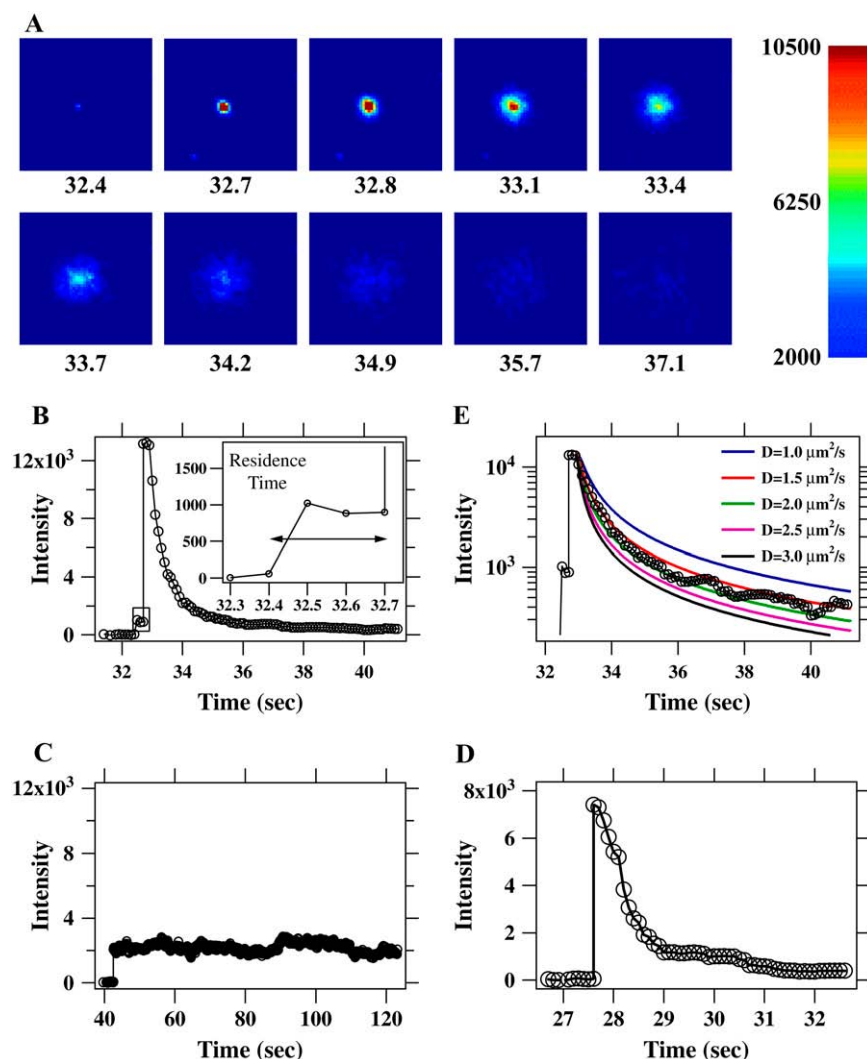 A
32.4 32.7 32.8 33.1 33.4
33.7 34.2 34.9 35.7 37.1
10500
6250
2000
B
12x10³
8
4
0
Intensity
32 34 36 38 40
Time (sec)
Residence
Time
1500
1000
500
0
32.3 32.4 32.5 32.6 32.7
E
10⁴
10³
Intensity
D=1.0 μm²/s
D=1.5 μm²/s
D=2.0 μm²/s
D=2.5 μm²/s
D=3.0 μm²/s
32 34 36 38 40
Time (sec)
C
12x10³
8
4
0
Intensity
40 60 80 100 120
Time (sec)
D
8x10³
6
4
2
0
Intensity
27 28 29 30 31 32
Time (sec)